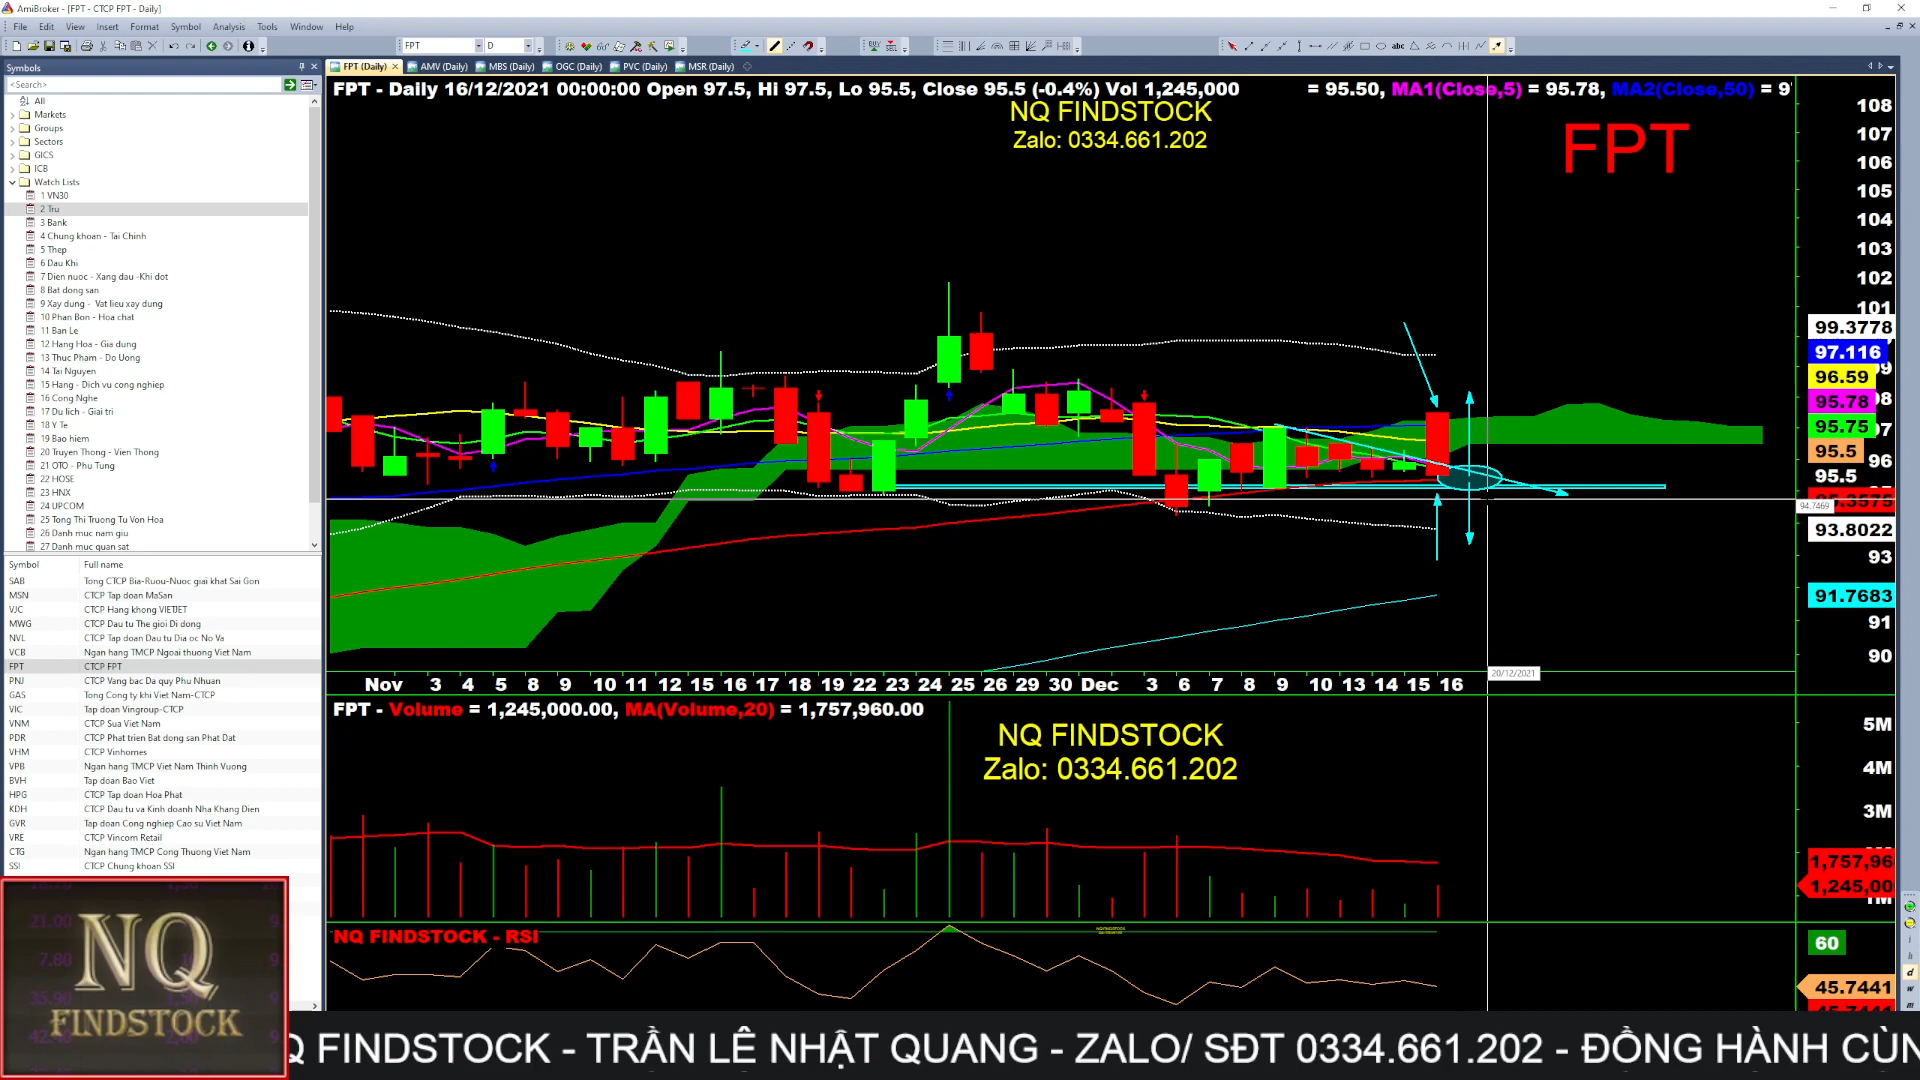 AmiBroker - [FPT - CTCP FPT - Daily]
File Edit View Insert Format Symbol Analysis Tools Window Help
FPT D
Symbols
FPT (Daily) AMV (Daily) MBS (Daily) OGC (Daily) PVC (Daily) MSR (Daily)
<Search>
All
Markets
Groups
Sectors
GICS
ICB
Watch Lists
1 VN30
2 Tru
3 Bank
4 Chung khoan - Tai Chinh
5 Thep
6 Dau Khi
7 Dien nuoc - Xang dau -Khi dot
8 Bat dong san
9 Xay dung - Vat lieu xay dung
10 Phan Bon - Hoa chat
11 Ban Le
12 Hang Hoa - Gia dung
13 Thuc Pham - Do Uong
14 Tai Nguyen
15 Hang - Dich vu cong nghiep
16 Cong Nghe
17 Du lich - Giai tri
18 Y Te
19 Bao hiem
20 Truyen Thong - Vien Thong
21 OTO - Phu Tung
22 HOSE
23 HNX
24 UPCOM
25 Tong Thi Truong Tu Von Hoa
26 Danh muc nam giu
27 Danh muc quan sat
Symbol Full name
SAB Tong CTCP Bia-Ruou-Nuoc giai khat Sai Gon
MSN CTCP Tap doan MaSan
VJC CTCP Hang khong VIETJET
MWG CTCP Dau tu The gioi Di dong
NVL CTCP Tap doan Dau tu Dia oc No Va
VCB Ngan hang TMCP Ngoai thuong Viet Nam
FPT CTCP FPT
PNJ CTCP Vang bac Da quy Phu Nhuan
GAS Tong Cong ty khi Viet Nam-CTCP
VIC Tap doan Vingroup-CTCP
VNM CTCP Sua Viet Nam
PDR CTCP Phat trien Bat dong san Phat Dat
VHM CTCP Vinhomes
VPB Ngan hang TMCP Viet Nam Thinh Vuong
BVH Tap doan Bao Viet
HPG CTCP Tap doan Hoa Phat
KDH CTCP Dau tu va Kinh doanh Nha Khang Dien
GVR Tap doan Cong nghiep Cao su Viet Nam
VRE CTCP Vincom Retail
CTG Ngan hang TMCP Cong Thuong Viet Nam
SSI CTCP Chung khoan SSI
NQ
FINDSTOCK
FPT - Daily 16/12/2021 00:00:00 Open 97.5, Hi 97.5, Lo 95.5, Close 95.5 (-0.4%) Vol 1,245,000 = 95.50, MA1(Close,5) = 95.78, MA2(Close,50) = 9
NQ FINDSTOCK
Zalo: 0334.661.202
FPT
108
107
106
105
104
103
102
101
99.3778
97.116
96.59
95.78
95.75
95.5
96
95.5
95.3575
94.7469
93.8022
93
91.7683
91
90
20/12/2021
Nov 3 4 5 8 9 10 11 12 15 16 17 18 19 22 23 24 25 26 29 30 Dec 3 6 7 8 9 10 13 14 15 16
FPT - Volume = 1,245,000.00, MA(Volume,20) = 1,757,960.00
NQ FINDSTOCK
Zalo: 0334.661.202
5M
4M
3M
1,757,96
1,245,00
1M
NQ FINDSTOCK - RSI
60
45.7441
Q FINDSTOCK - TRẦN LÊ NHẬT QUANG - ZALO/ SĐT 0334.661.202 - ĐỒNG HÀNH CÙN